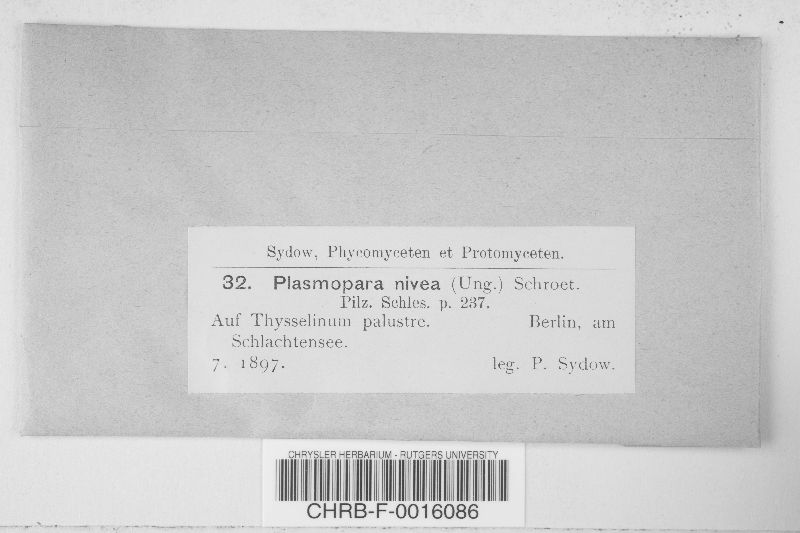 Sydow, Phycomyceten et Protomyceten.
32. Plasmopara nivea (Ung.) Schroet.
Pilz. Schles. p. 237.
Auf Thysselinum palustre. Berlin, am
Schlachtensee.
7. 1897. leg. P. Sydow.
CHRYSLER HERBARIUM - RUTGERS UNIVERSITY
CHRB-F-0016086